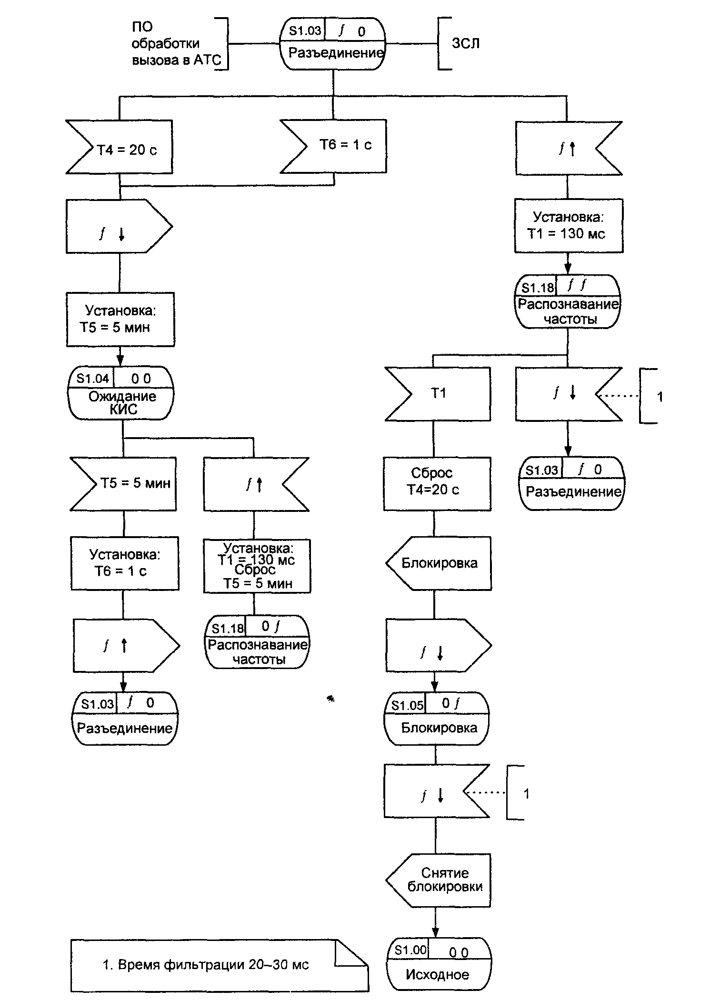 ПО
обработки
вызова в АТС
S1.03 f 0
Разъединение
ЗСЛ
T4 = 20 с
T6 = 1 с
f ↑
f ↓
Установка:
T1 = 130 мс
S1.18 f f
Распознавание
частоты
Установка:
T5 = 5 мин
S1.04 0 0
Ожидание
КИС
T1
f ↓
1
T5 = 5 мин
f ↑
Сброс
T4=20 с
S1.03 f 0
Разъединение
Установка:
T6 = 1 с
Установка:
T1 = 130 мс
Сброс
T5 = 5 мин
Блокировка
f ↑
S1.18 0 f
Распознавание
частоты
f ↓
S1.03 f 0
Разъединение
S1.05 0 f
Блокировка
f ↓
1
Снятие
блокировки
S1.00 0 0
Исходное
1. Время фильтрации 20–30 мс